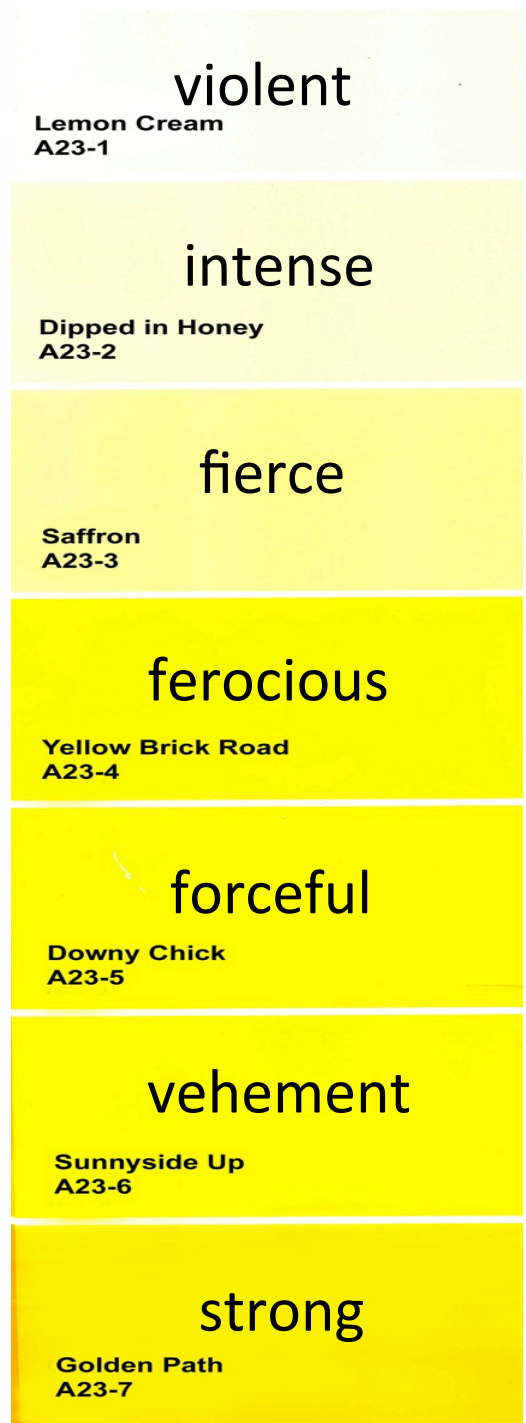 violent
Lemon Cream
A23-1
intense
Dipped in Honey
A23-2
fierce
Saffron
A23-3
ferocious
Yellow Brick Road
A23-4
forceful
Downy Chick
A23-5
vehement
Sunnyside Up
A23-6
strong
Golden Path
A23-7